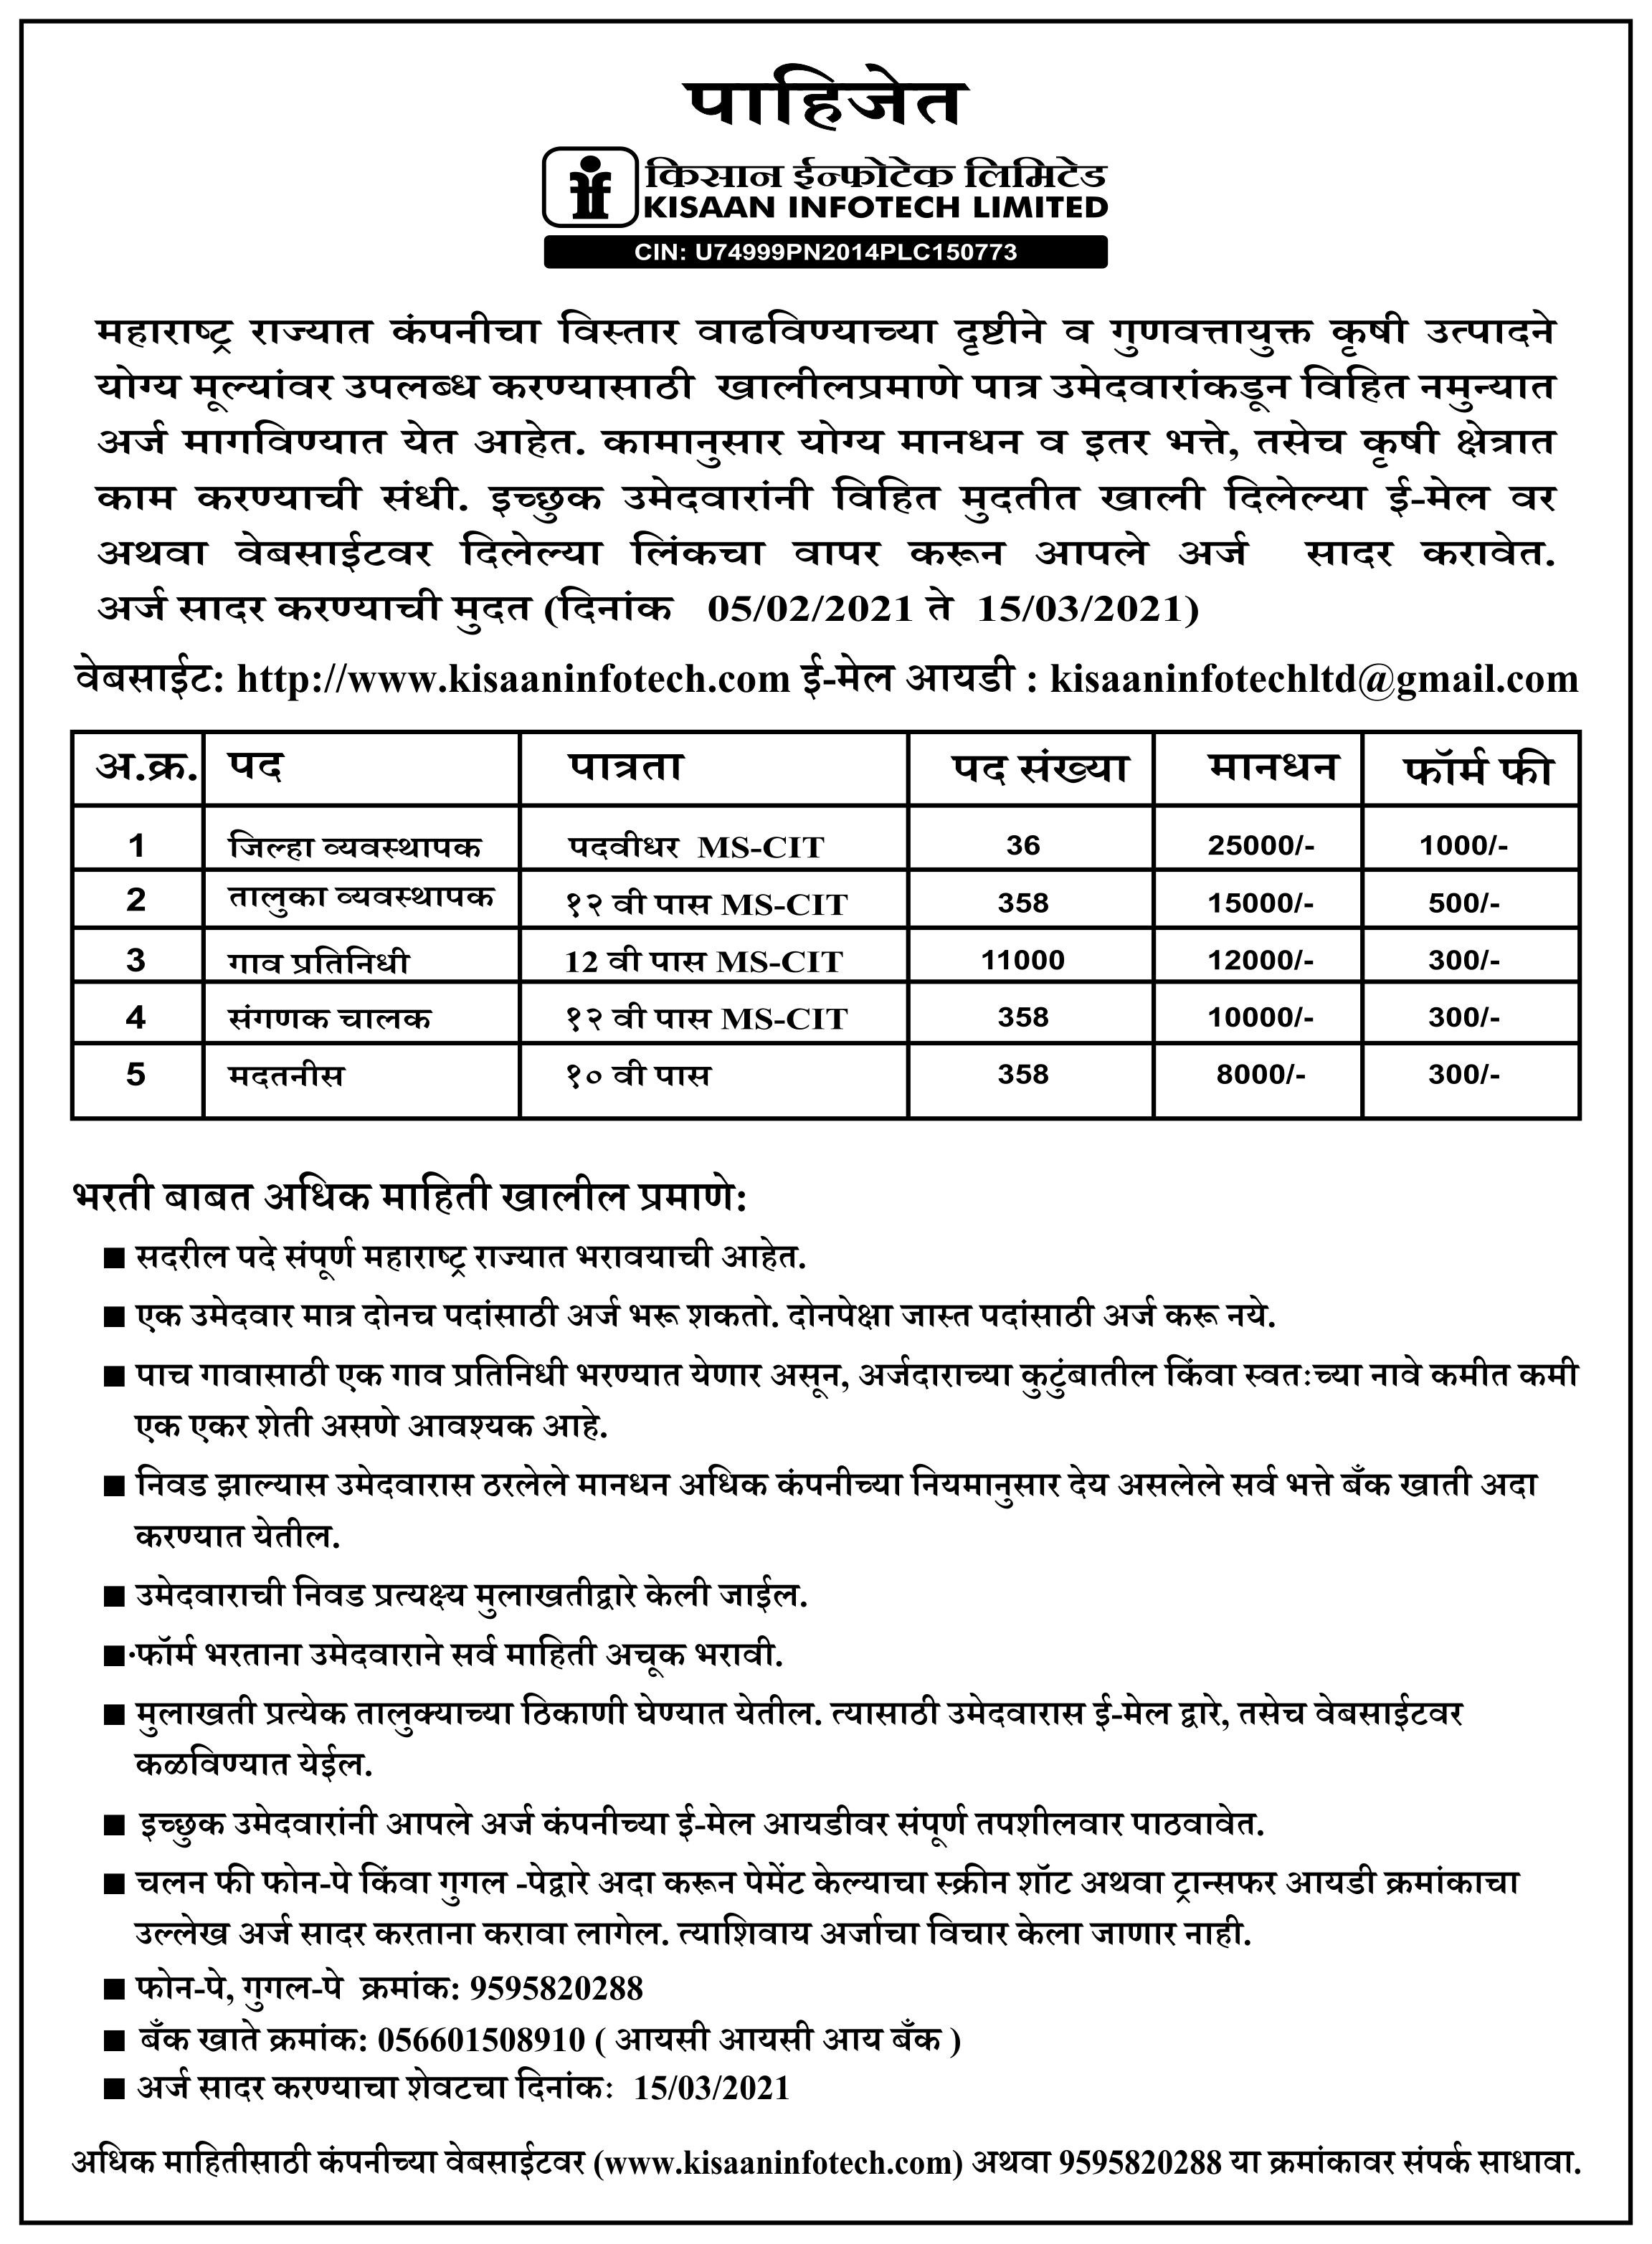 पाहिजेत
किसान ईन्फोटेक लिमिटेड
KISAAN INFOTECH LIMITED
CIN: U74999PN2014PLC150773
महाराष्ट्र राज्यात कंपनीचा विस्तार वाढविण्याच्या दृष्टीने व गुणवत्तायुक्त कृषी उत्पादने
योग्य मूल्यांवर उपलब्ध करण्यासाठी खालीलप्रमाणे पात्र उमेदवारांकडून विहित नमुन्यात
अर्ज मागविण्यात येत आहेत. कामानुसार योग्य मानधन व इतर भत्ते, तसेच कृषी क्षेत्रात
काम करण्याची संधी. इच्छुक उमेदवारांनी विहित मुदतीत खाली दिलेल्या ई-मेल वर
अथवा वेबसाईटवर दिलेल्या लिंकचा वापर करून आपले अर्ज सादर करावेत.
अर्ज सादर करण्याची मुदत (दिनांक 05/02/2021 ते 15/03/2021)
वेबसाईट: http://www.kisaaninfotech.com ई-मेल आयडी : kisaaninfotechltd@gmail.com
अ.क्र. पद पात्रता पद संख्या मानधन फॉर्म फी
1 जिल्हा व्यवस्थापक पदवीधर MS-CIT 36 25000/- 1000/-
2 तालुका व्यवस्थापक १२ वी पास MS-CIT 358 15000/- 500/-
3 गाव प्रतिनिधी 12 वी पास MS-CIT 11000 12000/- 300/-
4 संगणक चालक १२ वी पास MS-CIT 358 10000/- 300/-
5 मदतनीस १० वी पास 358 8000/- 300/-
भरती बाबत अधिक माहिती खालील प्रमाणे:
■ सदरील पदे संपूर्ण महाराष्ट्र राज्यात भरावयाची आहेत.
■ एक उमेदवार मात्र दोनच पदांसाठी अर्ज भरू शकतो. दोनपेक्षा जास्त पदांसाठी अर्ज करू नये.
■ पाच गावासाठी एक गाव प्रतिनिधी भरण्यात येणार असून, अर्जदाराच्या कुटुंबातील किंवा स्वतःच्या नावे कमीत कमी
एक एकर शेती असणे आवश्यक आहे.
■ निवड झाल्यास उमेदवारास ठरलेले मानधन अधिक कंपनीच्या नियमानुसार देय असलेले सर्व भत्ते बँक खाती अदा
करण्यात येतील.
■ उमेदवाराची निवड प्रत्यक्ष्य मुलाखतीद्वारे केली जाईल.
■·फॉर्म भरताना उमेदवाराने सर्व माहिती अचूक भरावी.
■ मुलाखती प्रत्येक तालुक्याच्या ठिकाणी घेण्यात येतील. त्यासाठी उमेदवारास ई-मेल द्वारे, तसेच वेबसाईटवर
कळविण्यात येईल.
■ इच्छुक उमेदवारांनी आपले अर्ज कंपनीच्या ई-मेल आयडीवर संपूर्ण तपशीलवार पाठवावेत.
■ चलन फी फोन-पे किंवा गुगल -पेद्वारे अदा करून पेमेंट केल्याचा स्क्रीन शॉट अथवा ट्रान्सफर आयडी क्रमांकाचा
उल्लेख अर्ज सादर करताना करावा लागेल. त्याशिवाय अर्जाचा विचार केला जाणार नाही.
■ फोन-पे, गुगल-पे क्रमांक: 9595820288
■ बँक खाते क्रमांक: 056601508910 ( आयसी आयसी आय बँक )
■ अर्ज सादर करण्याचा शेवटचा दिनांकः 15/03/2021
अधिक माहितीसाठी कंपनीच्या वेबसाईटवर (www.kisaaninfotech.com) अथवा 9595820288 या क्रमांकावर संपर्क साधावा.